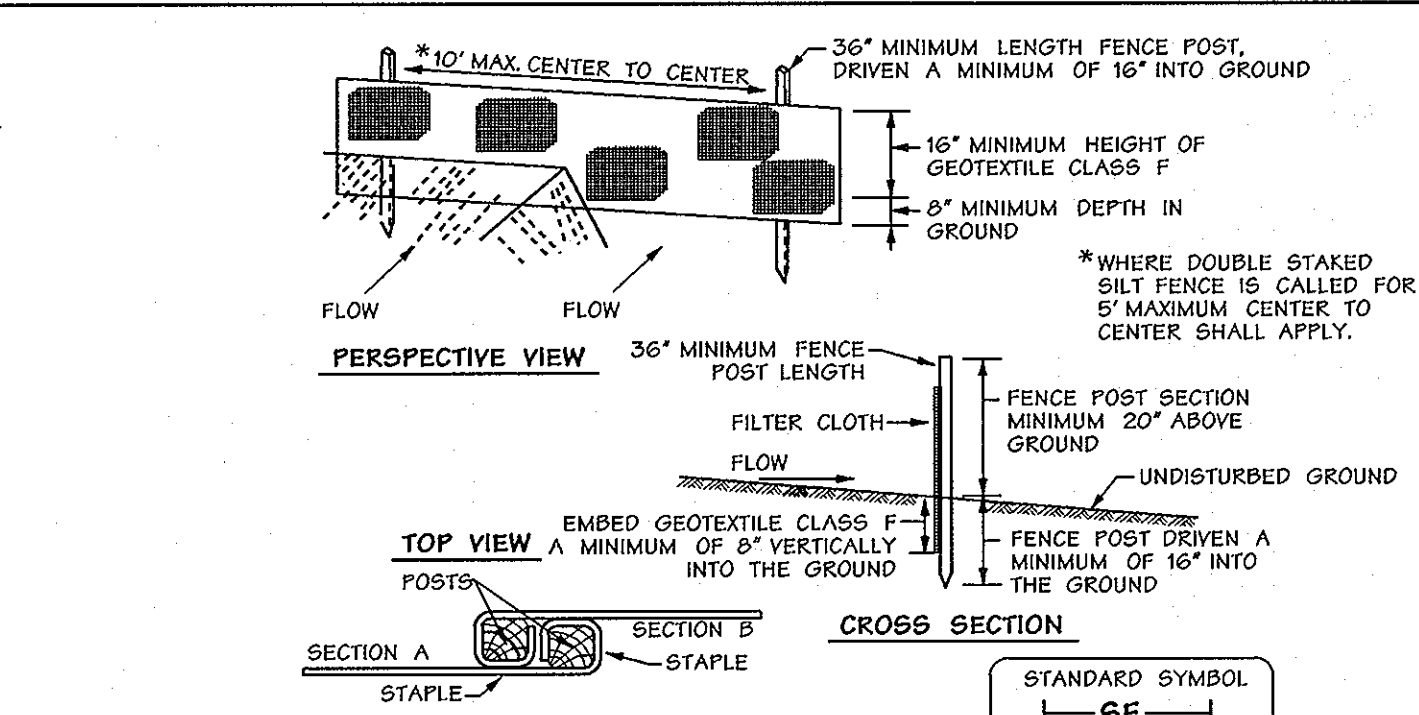 *10' MAX. CENTER TO CENTER
36" MINIMUM LENGTH FENCE POST,
DRIVEN A MINIMUM OF 16" INTO GROUND
16" MINIMUM HEIGHT OF
GEOTEXTILE CLASS F
8" MINIMUM DEPTH IN
GROUND
*WHERE DOUBLE STAKED
SILT FENCE IS CALLED FOR
5' MAXIMUM CENTER TO
CENTER SHALL APPLY.
FLOW
FLOW
PERSPECTIVE VIEW
36" MINIMUM FENCE
POST LENGTH
FILTER CLOTH
FLOW
FENCE POST SECTION
MINIMUM 20" ABOVE
GROUND
UNDISTURBED GROUND
EMBED GEOTEXTILE CLASS F
A MINIMUM OF 8" VERTICALLY
INTO THE GROUND
FENCE POST DRIVEN A
MINIMUM OF 16" INTO
THE GROUND
CROSS SECTION
TOP VIEW
POSTS
SECTION B
SECTION A
STAPLE
STAPLE
STANDARD SYMBOL
SF